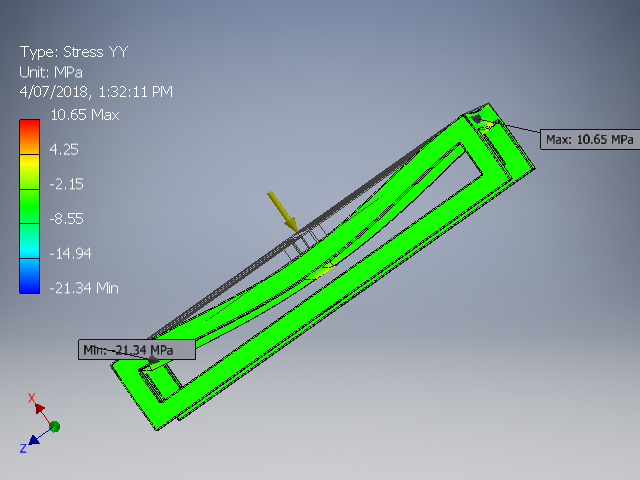 Type: Stress YY
Unit: MPa
4/07/2018, 1:32:11 PM
10.65 Max
4.25
-2.15
-8.55
-14.94
-21.34 Min
Max: 10.65 MPa
Min: -21.34 MPa
X
Z